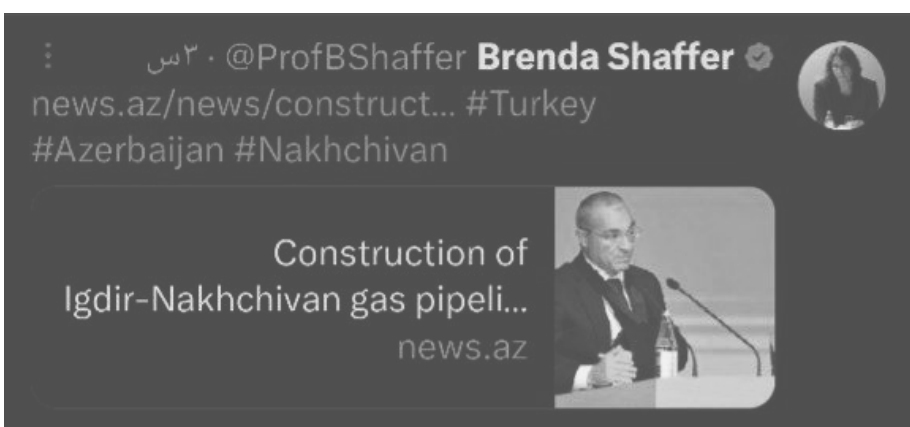 Brenda Shaffer @ProfBShaffer · ٣٠س
news.az/news/construct... #Turkey
#Azerbaijan #Nakhchivan
Construction of
Igdir-Nakhchivan gas pipeli...
news.az